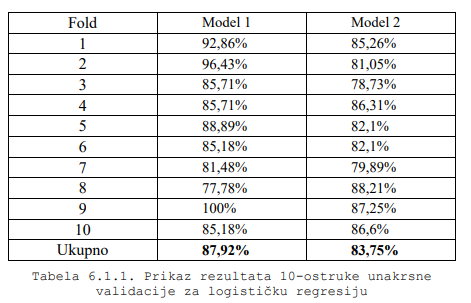 Fold Model 1 Model 2
1 92,86% 85,26%
2 96,43% 81,05%
3 85,71% 78,73%
4 85,71% 86,31%
5 88,89% 82,1%
6 85,18% 82,1%
7 81,48% 79,89%
8 77,78% 88,21%
9 100% 87,25%
10 85,18% 86,6%
Ukupno 87,92% 83,75%
Tabela 6.1.1. Prikaz rezultata 10-ostruke unakrsne
validacije za logističku regresiju